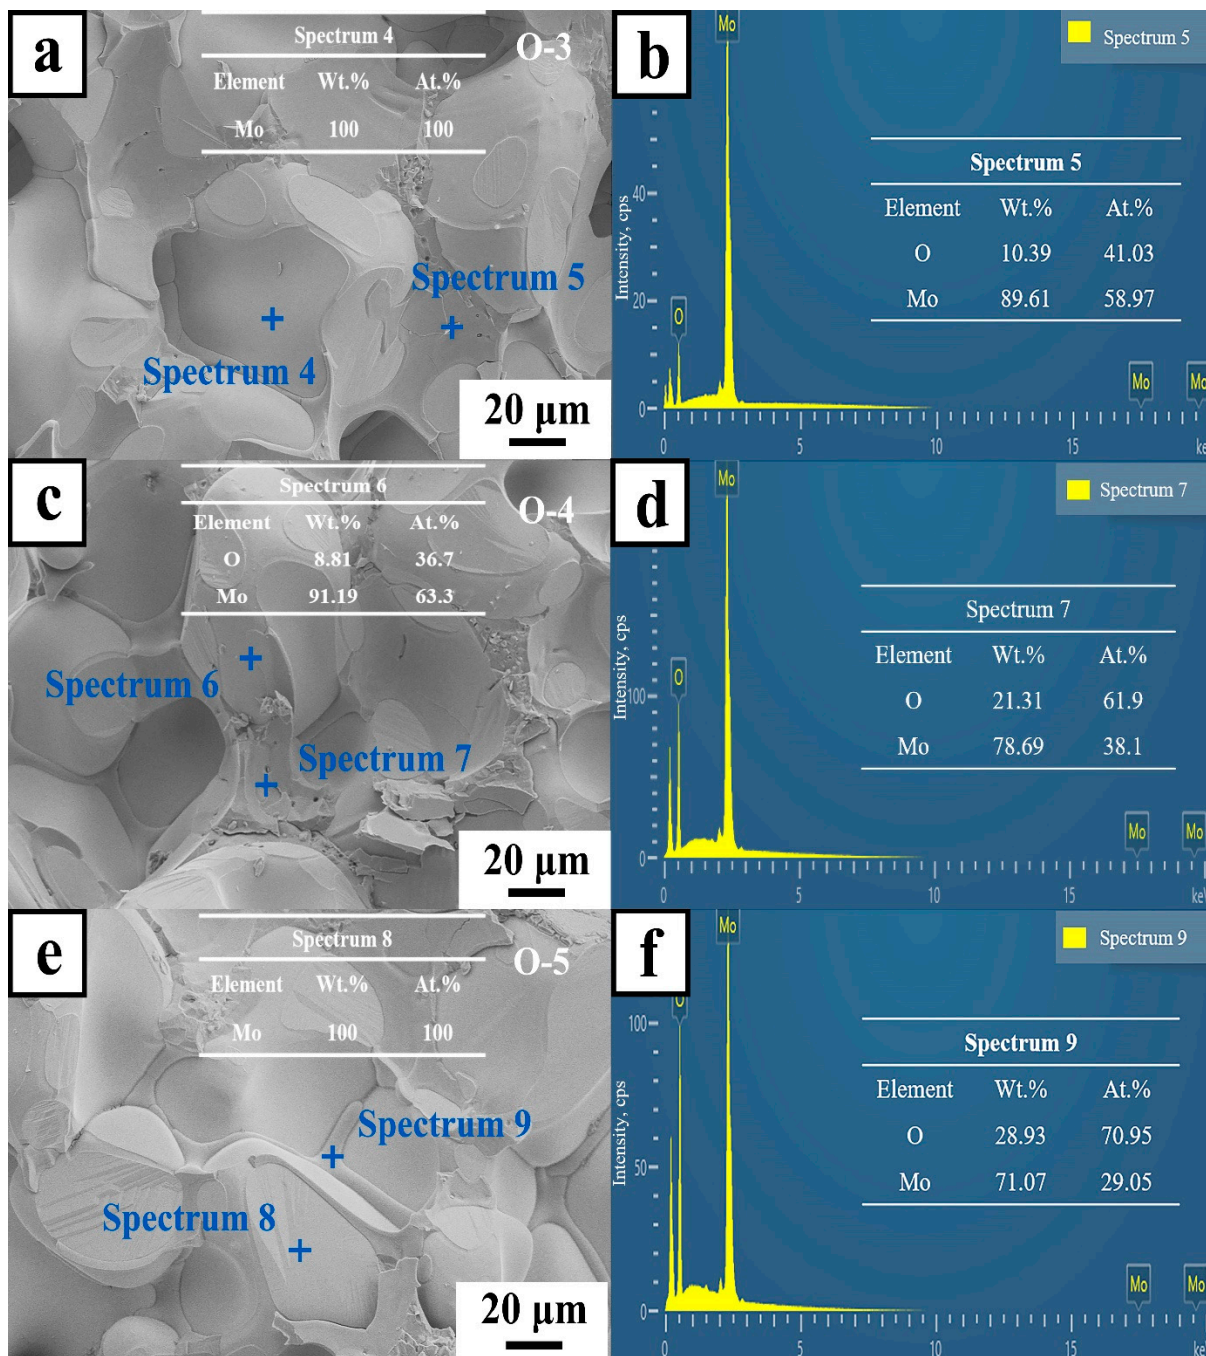 a
Spectrum 4
O-3
Element Wt.% At.%
Mo 100 100
Spectrum 5
Spectrum 4
20 μm
b
Mo
Spectrum 5
Spectrum 5
Element Wt.% At.%
O 10.39 41.03
Mo 89.61 58.97
Intensity, cps
40
20
0
O
Mo
Mo
0 5 10 15 ke
c
Spectrum 6
O-4
Element Wt.% At.%
O 8.81 36.7
Mo 91.19 63.3
Spectrum 6
Spectrum 7
20 μm
d
Mo
Spectrum 7
Spectrum 7
Element Wt.% At.%
O 21.31 61.9
Mo 78.69 38.1
Intensity, cps
100
0
O
Mo
Mo
0 5 10 15 keV
e
Spectrum 8
O-5
Element Wt.% At.%
Mo 100 100
Spectrum 9
Spectrum 8
20 μm
f
Mo
Spectrum 9
Spectrum 9
Element Wt.% At.%
O 28.93 70.95
Mo 71.07 29.05
Intensity, cps
100
50
0
O
Mo
Mo
0 5 10 15 keV